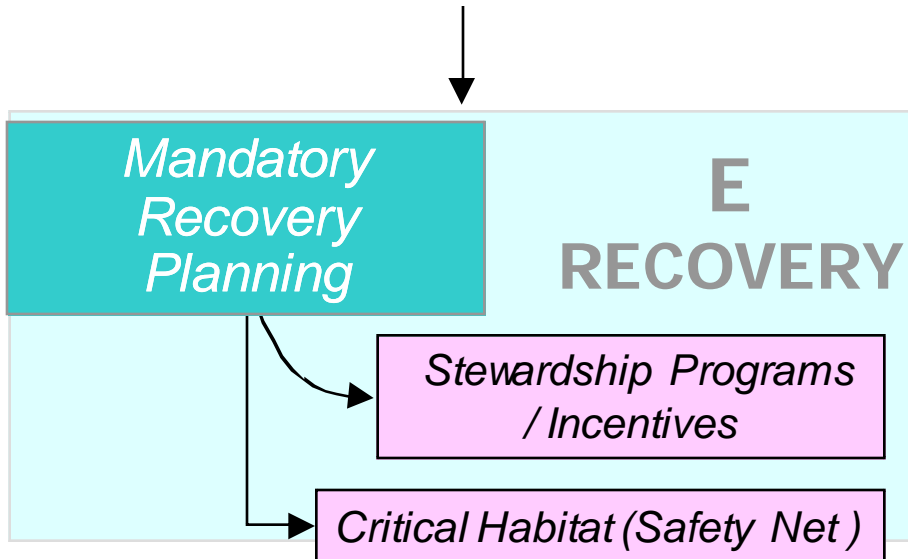 Mandatory
Recovery
Planning
E
RECOVERY
Stewardship Programs
/ Incentives
Critical Habitat (Safety Net )